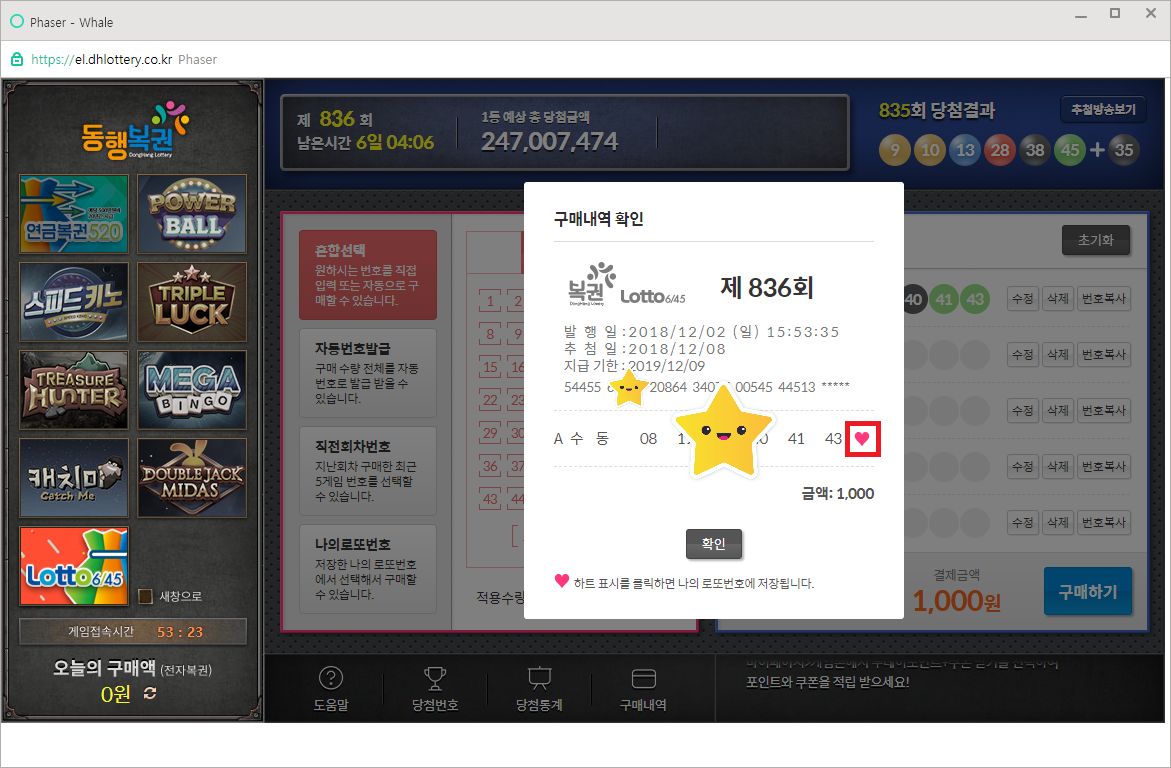 Phaser - Whale
https://el.dhlottery.co.kr Phaser
동행복권
DongHang Lottery
연금복권520
POWER
BALL
스피드키노
SPEED KENO
TRIPLE
LUCK
TREASURE
HUNTER
MEGA
BINGO
캐치미
Catch Me
DOUBLE JACK
MIDAS
Lotto 6/45
새창으로
게임접속시간 53 : 23
오늘의 구매액 (전자복권)
0원
제 836 회
남은시간 6일 04:06
1등 예상 총 당첨금액
247,007,474
835회 당첨결과
추첨방송보기
9 10 13 28 38 45 + 35
혼합선택
원하시는 번호를 직접
입력 또는 자동으로 구
매할 수 있습니다.
자동번호발급
구매 수량 전체를 자동
번호로 발급 받을 수
있습니다.
직전회차번호
지난회차 구매한 최근
5게임 번호를 선택할
수 있습니다.
나의로또번호
저장한 나의 로또번호
에서 선택해서 구매할
수 있습니다.
1 2
8 9
15 16
22 23
29 30
36 37
43 44
적용수량
구매내역 확인
복권
DongHang Lottery
Lotto 6/45
제 836회
발 행 일 : 2018/12/02 (일) 15:53:35
추 첨 일 : 2018/12/08
지급 기한 : 2019/12/09
54455 20864 00545 44513 *****
A 수 동 08 41 43
금액: 1,000
확인
하트 표시를 클릭하면 나의 로또번호에 저장됩니다.
초기화
40 41 43 수정 삭제 번호복사
수정 삭제 번호복사
수정 삭제 번호복사
수정 삭제 번호복사
수정 삭제 번호복사
결제금액
1,000원
구매하기
도움말
당첨번호
당첨통계
구매내역
포인트와 쿠폰을 적립 받으세요!